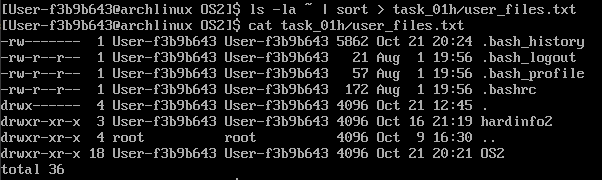 [User-f3b9b643@archlinux OS2]$ ls -la ~ | sort > task_01h/user_files.txt
[User-f3b9b643@archlinux OS2]$ cat task_01h/user_files.txt
-rw-------  1 User-f3b9b643 User-f3b9b643 5862 Oct 21 20:24 .bash_history
-rw-r--r--  1 User-f3b9b643 User-f3b9b643   21 Aug  1 19:56 .bash_logout
-rw-r--r--  1 User-f3b9b643 User-f3b9b643   57 Aug  1 19:56 .bash_profile
-rw-r--r--  1 User-f3b9b643 User-f3b9b643  172 Aug  1 19:56 .bashrc
drwx------  4 User-f3b9b643 User-f3b9b643 4096 Oct 21 12:45 .
drwxr-xr-x  3 User-f3b9b643 User-f3b9b643 4096 Oct 16 21:19 hardinfo2
drwxr-xr-x  4 root          root          4096 Oct  9 16:30 ..
drwxr-xr-x 18 User-f3b9b643 User-f3b9b643 4096 Oct 21 20:21 OS2
total 36